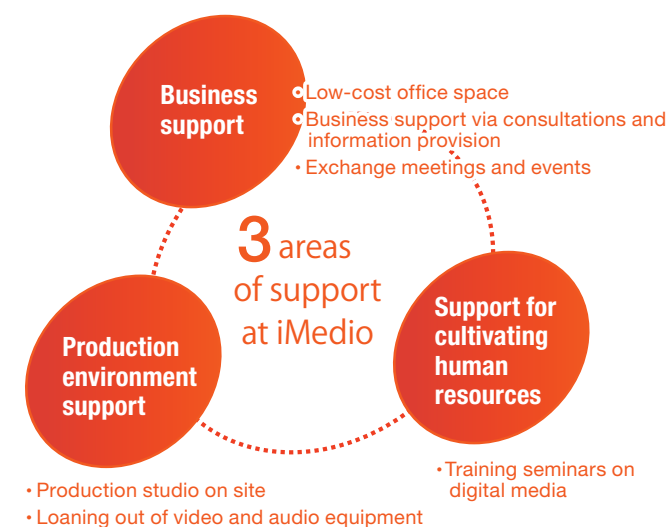 Business
support
Low-cost office space
Business support via consultations and
information provision
・Exchange meetings and events
3 areas
of support
at iMedio
Production
environment
support
Support for
cultivating
human
resources
・Production studio on site
・Loaning out of video and audio equipment
・Training seminars on
digital media